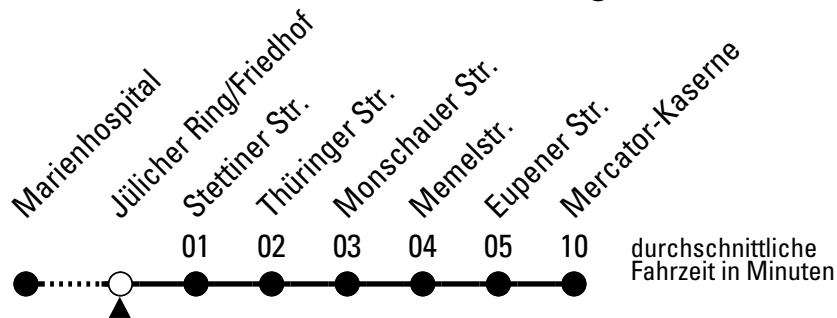 Marienhospital
Jülicher Ring/Friedhof
Stettiner Str.
Thüringer Str.
Monschauer Str.
Memelstr.
Eupener Str.
Mercator-Kaserne
01 02 03 04 05 10
durchschnittliche
Fahrzeit in Minuten